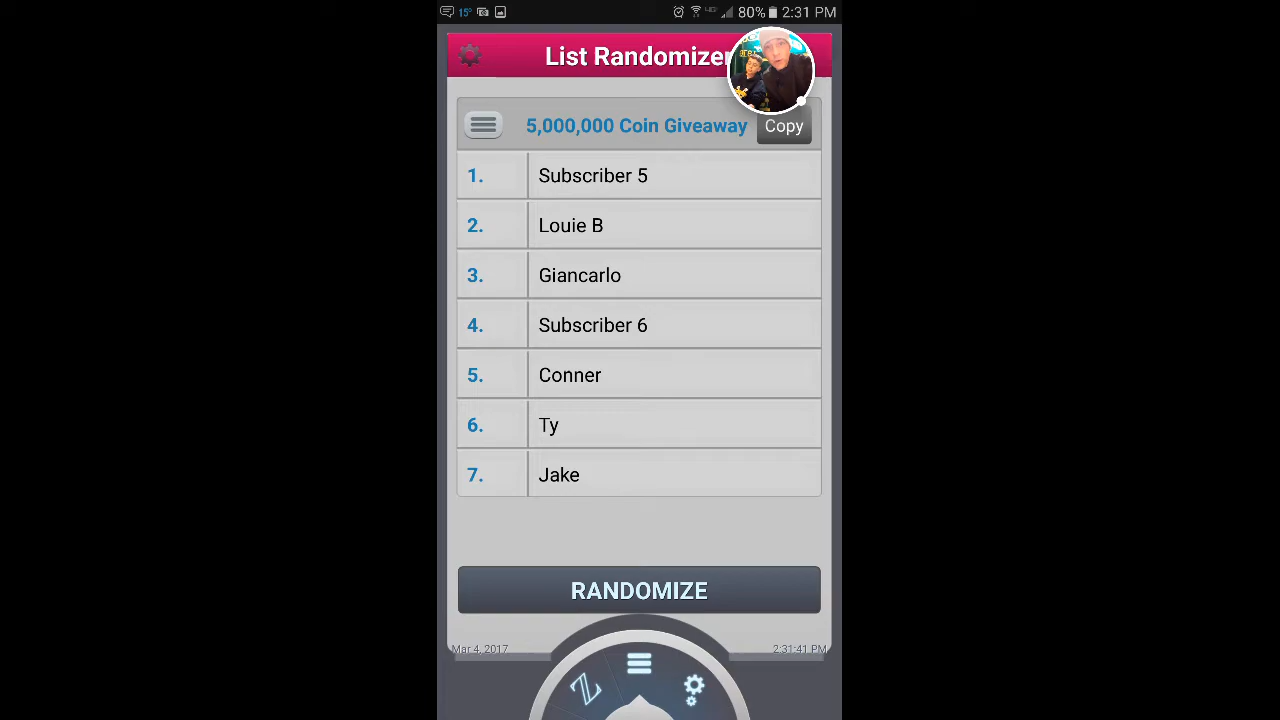 15° 80% 2:31 PM
List Randomizer
5,000,000 Coin Giveaway Copy
1. Subscriber 5
2. Louie B
3. Giancarlo
4. Subscriber 6
5. Conner
6. Ty
7. Jake
RANDOMIZE
Mar 4, 2017 2:31:41 PM